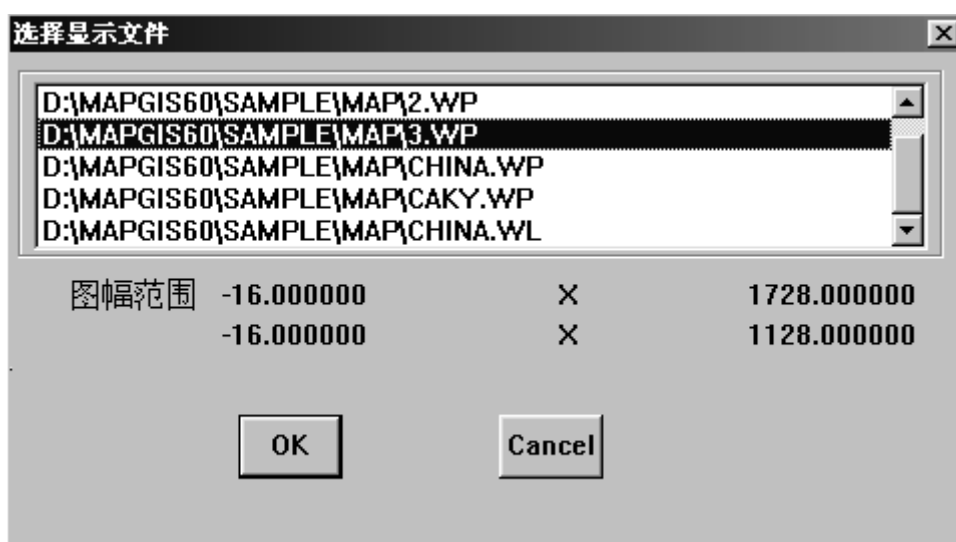 选择显示文件
D:\MAPGIS60\SAMPLE\MAP\2.WP
D:\MAPGIS60\SAMPLE\MAP\3.WP
D:\MAPGIS60\SAMPLE\MAP\CHINA.WP
D:\MAPGIS60\SAMPLE\MAP\CAKY.WP
D:\MAPGIS60\SAMPLE\MAP\CHINA.WL
图幅范围 -16.000000 X 1728.000000
-16.000000 X 1128.000000
OK Cancel